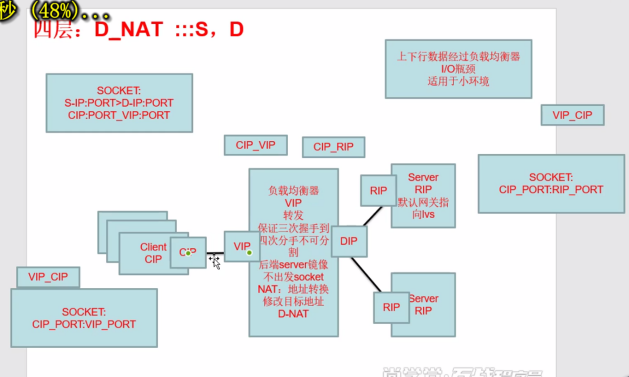 秒 (48%)...
四层：D_NAT :::S，D
上下行数据经过负载均衡器
I/O瓶颈
适用于小环境
SOCKET:
S-IP:PORT>D-IP:PORT
CIP:PORT_VIP:PORT
VIP_CIP
CIP_VIP
CIP_RIP
SOCKET:
CIP_PORT:RIP_PORT
负载均衡器
VIP
转发
保证三次握手到
四次分手不可分
割
后端server镜像
不出发socket
NAT：地址转换
修改目标地址
D-NAT
Server
RIP
默认网关指
向lvs
RIP
Client
CIP
CIP
VIP
DIP
VIP_CIP
SOCKET:
CIP_PORT:VIP_PORT
Server
RIP
RIP